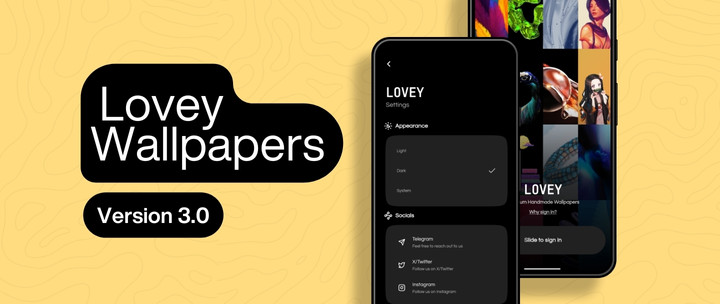 Lovey
Wallpapers
Version 3.0
LOVEY
Settings
Appearance
Light
Dark
System
Socials
Telegram
Feel free to reach out to us
X/Twitter
Follow us on X/Twitter
Instagram
Follow us on Instagram
LOVEY
Handmade Wallpapers
Why sign in?
Slide to sign in